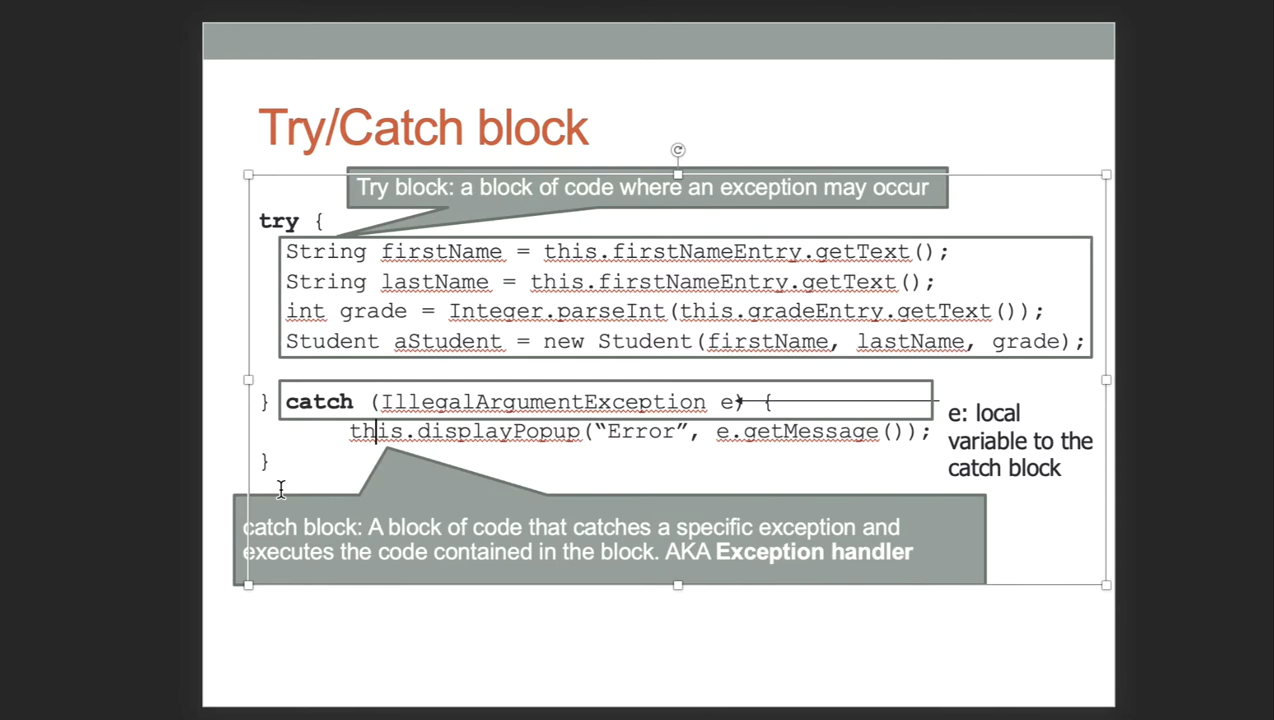 Try/Catch block
Try block: a block of code where an exception may occur
try {
String firstName = this.firstNameEntry.getText();
String lastName = this.firstNameEntry.getText();
int grade = Integer.parseInt(this.gradeEntry.getText());
Student aStudent = new Student(firstName, lastName, grade);
} catch (IllegalArgumentException e) {
this.displayPopup(“Error”, e.getMessage());
}
e: local
variable to the
catch block
catch block: A block of code that catches a specific exception and
executes the code contained in the block. AKA Exception handler